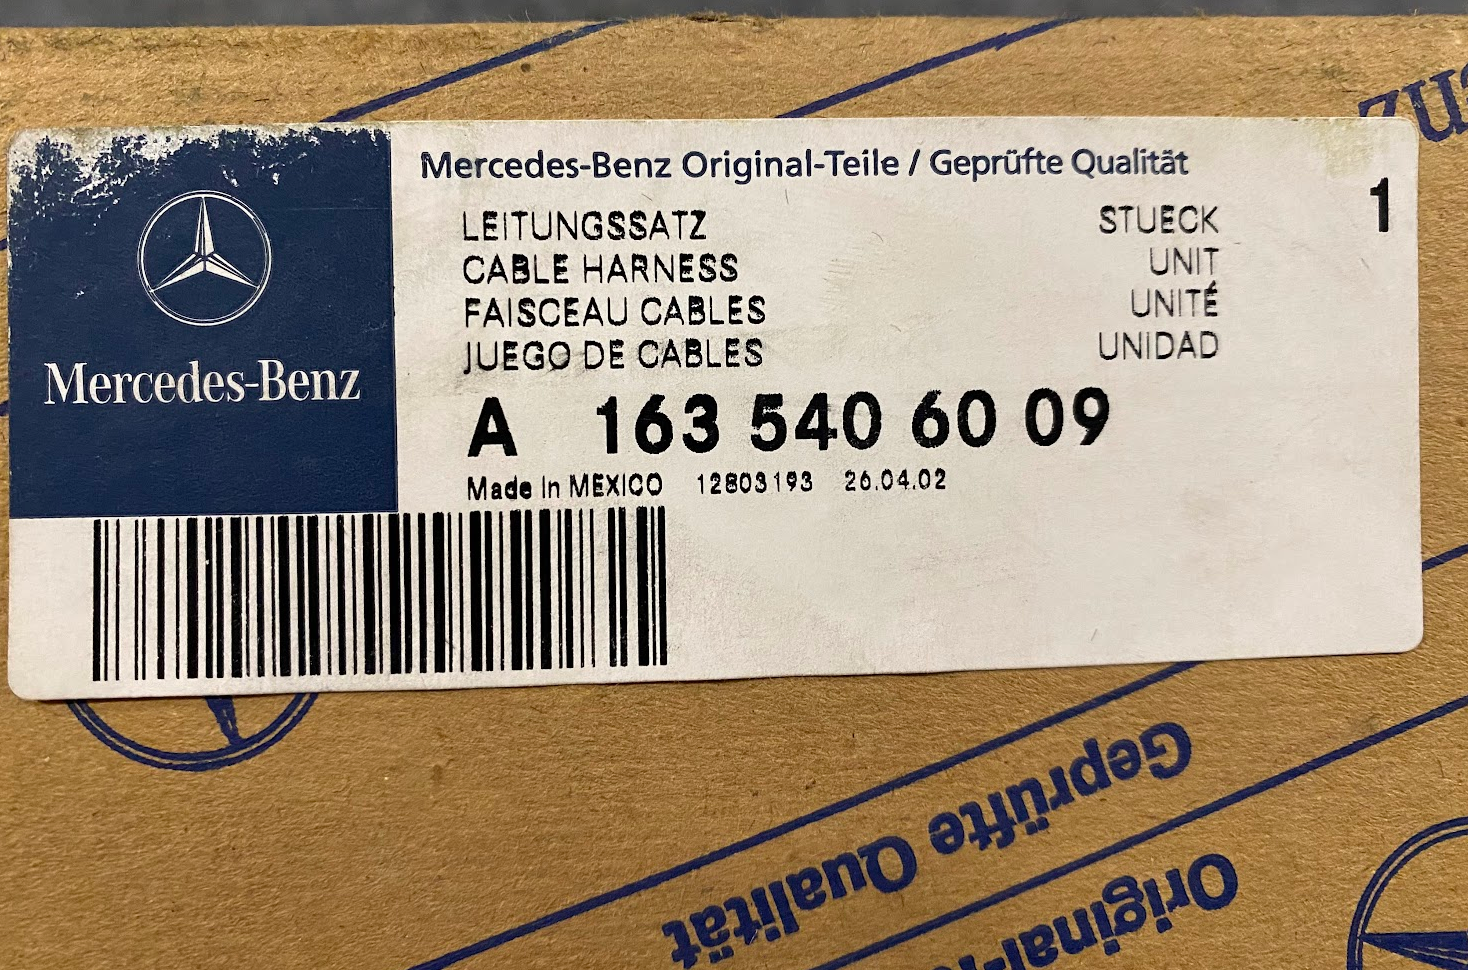 Mercedes-Benz Original-Teile / Geprüfte Qualität
1
LEITUNGSSATZ STUECK
CABLE HARNESS UNIT
FAISCEAU CABLES UNITÉ
JUEGO DE CABLES UNIDAD
Mercedes-Benz
A 163 540 60 09
Made In MEXICO 12803193 26.04.02
Geprüfte Qualität
Original-